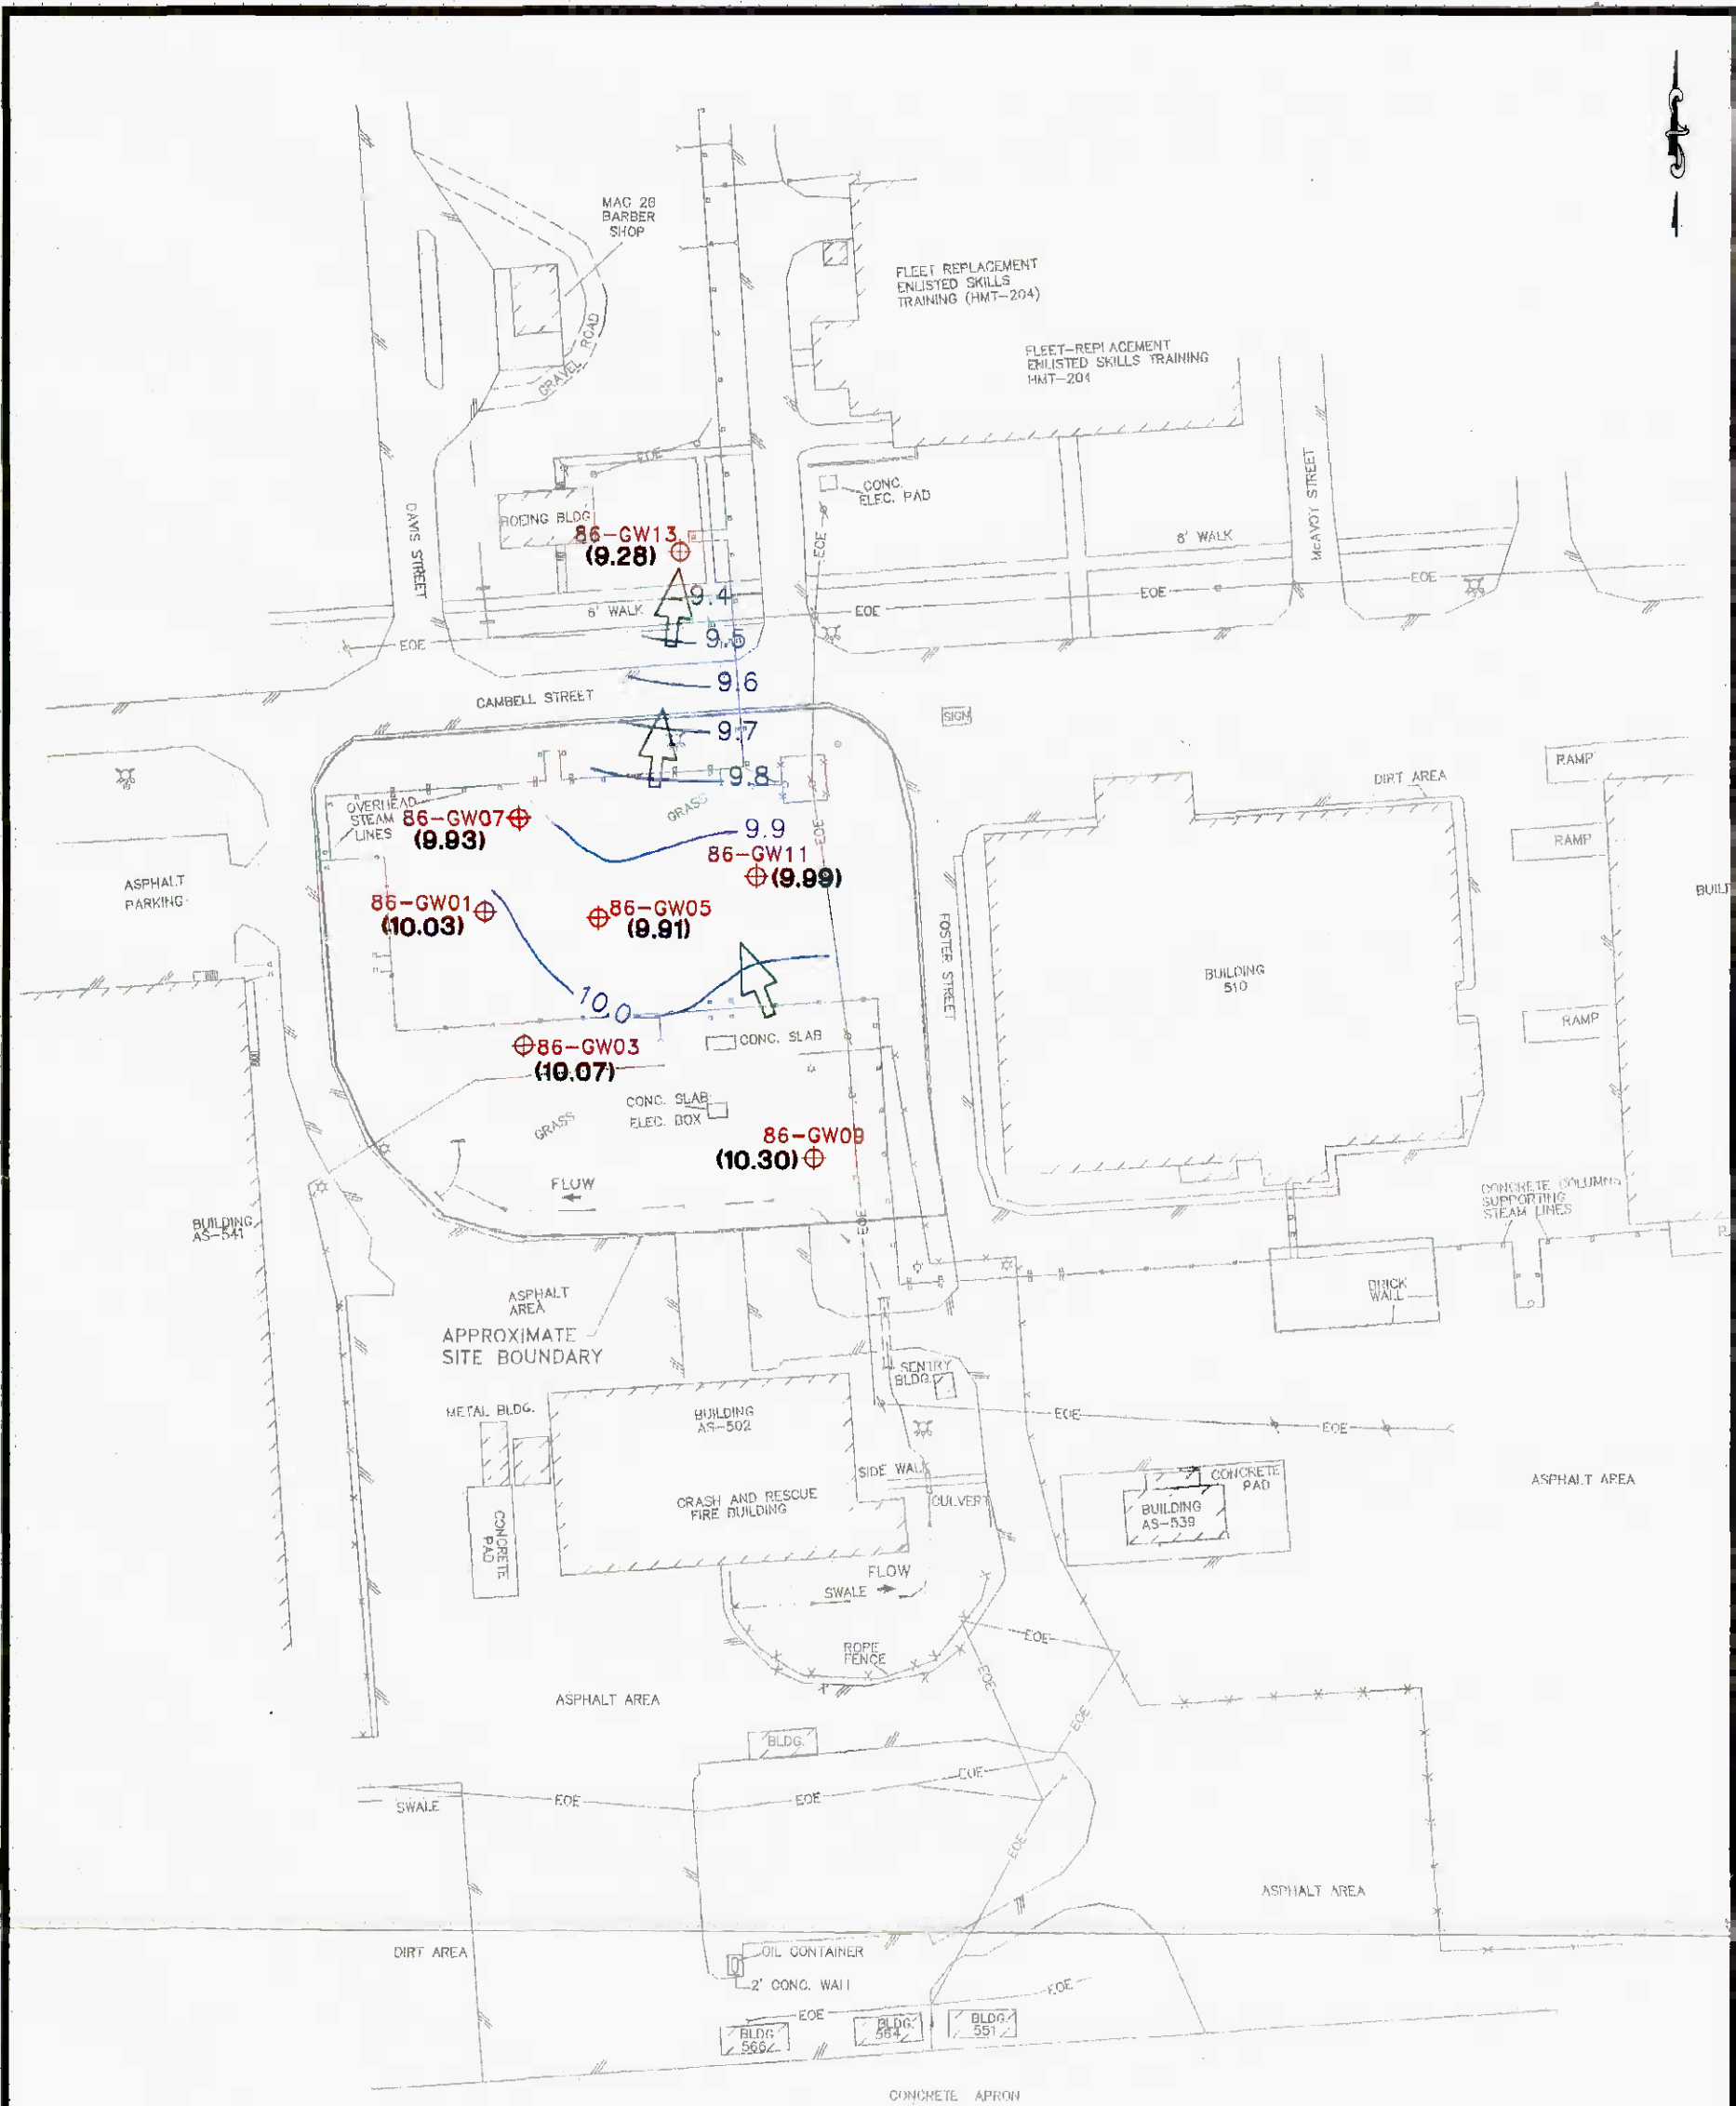 MAG 26
BARBER
SHOP
GRAVEL ROAD
FLEET REPLACEMENT
ENLISTED SKILLS
TRAINING (HMT-204)
FLEET-REPLACEMENT
ENLISTED SKILLS TRAINING
HMT-204
EOE
CONC.
ELEC. PAD
DAVIS STREET
BOEING BLDG
86-GW13
(9.28)
EOE
McAVOY STREET
6' WALK
EOE
EOE
9.4
6' WALK
EOE
9.5
EOE
9.6
CAMBELL STREET
SIGN
9.7
9.8
RAMP
DIRT AREA
OVERHEAD
STEAM
LINES
86-GW07
(9.93)
GRASS
9.9
EOE
RAMP
86-GW11
(9.99)
ASPHALT
PARKING
86-GW01
(10.03)
86-GW05
(9.91)
FOSTER STREET
BUILDING
510
10.0
RAMP
CONC. SLAB
86-GW03
(10.07)
CONC. SLAB
ELEC. BOX
GRASS
86-GW09
(10.30)
FLOW
EOE
BUILDING
AS-541
CONCRETE COLUMNS
SUPPORTING
STEAM LINES
ASPHALT
AREA
BRICK
WALL
APPROXIMATE
SITE BOUNDARY
SENTRY
BLDG.
METAL BLDG.
BUILDING
AS-502
EOE
EOE
SIDE WALK
CONCRETE
PAD
ASPHALT AREA
CRASH AND RESCUE
FIRE BUILDING
CULVERT
BUILDING
AS-539
CONCRETE
PAD
FLOW
SWALE
EOE
ROPE
FENCE
EOE
ASPHALT AREA
EOE
BLDG.
EOE
SWALE
EOE
EOE
EOE
ASPHALT AREA
DIRT AREA
OIL CONTAINER
2' CONC. WALL
EOE
EOE
BLDG
566
BLDG.
564
BLDG.
551
CONCRETE APRON